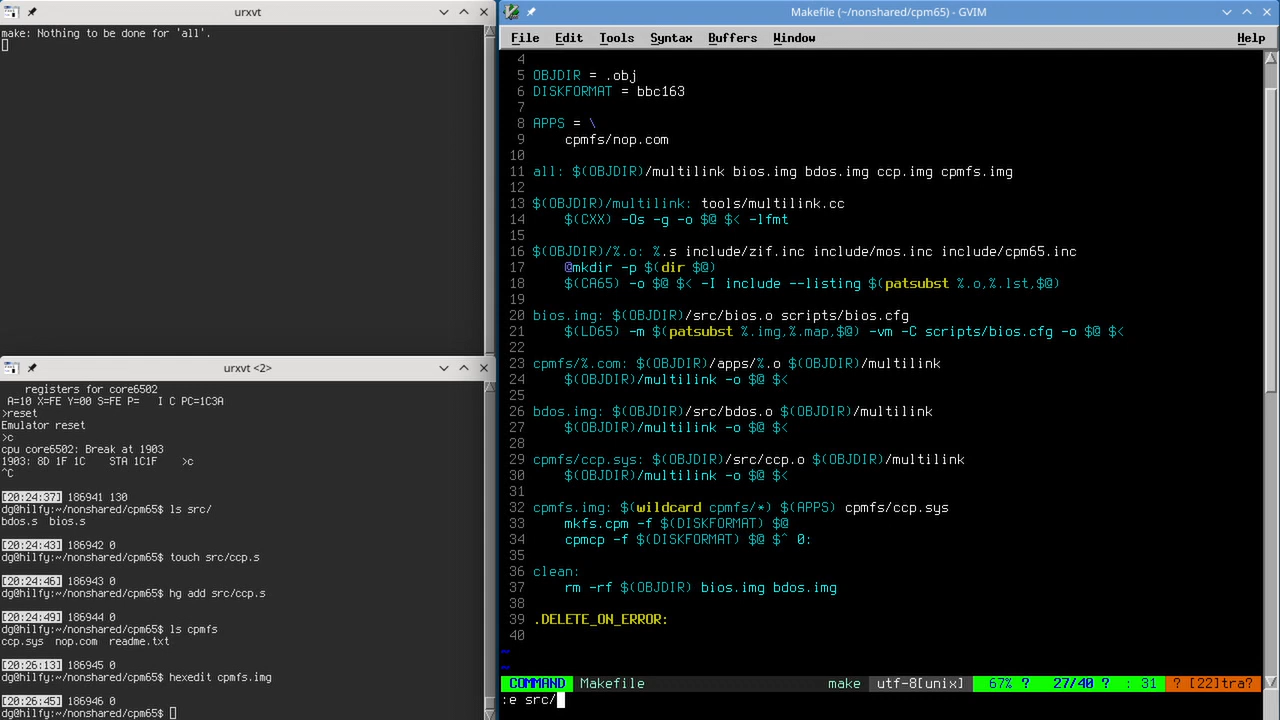 urxvt
make: Nothing to be done for 'all'.
urxvt <2>
registers for core6502
A=10 X=FE Y=00 S=FE P=   I C PC=1C3A
>reset
Emulator reset
>c
cpu core6502: Break at 1903
1903: 8D 1F 1C    STA 1C1F    >c
^C
[20:24:37] 186941 130
dg@hilfy:~/nonshared/cpm65$ ls src/
bdos.s  bios.s
[20:24:43] 186942 0
dg@hilfy:~/nonshared/cpm65$ touch src/ccp.s
[20:24:46] 186943 0
dg@hilfy:~/nonshared/cpm65$ hg add src/ccp.s
[20:24:49] 186944 0
dg@hilfy:~/nonshared/cpm65$ ls cpmfs
ccp.sys  nop.com  readme.txt
[20:26:13] 186945 0
dg@hilfy:~/nonshared/cpm65$ hexedit cpmfs.img
[20:26:45] 186946 0
dg@hilfy:~/nonshared/cpm65$
Makefile (~/nonshared/cpm65) - GVIM
File Edit Tools Syntax Buffers Window Help
4
5 OBJDIR = .obj
6 DISKFORMAT = bbc163
7
8 APPS = \
9     cpmfs/nop.com
10
11 all: $(OBJDIR)/multilink bios.img bdos.img ccp.img cpmfs.img
12
13 $(OBJDIR)/multilink: tools/multilink.cc
14     $(CXX) -Os -g -o $@ $< -lfmt
15
16 $(OBJDIR)/%.o: %.s include/zif.inc include/mos.inc include/cpm65.inc
17     @mkdir -p $(dir $@)
18     $(CA65) -o $@ $< -I include --listing $(patsubst %.o,%.lst,$@)
19
20 bios.img: $(OBJDIR)/src/bios.o scripts/bios.cfg
21     $(LD65) -m $(patsubst %.img,%.map,$@) -vm -C scripts/bios.cfg -o $@ $<
22
23 cpmfs/%.com: $(OBJDIR)/apps/%.o $(OBJDIR)/multilink
24     $(OBJDIR)/multilink -o $@ $<
25
26 bdos.img: $(OBJDIR)/src/bdos.o $(OBJDIR)/multilink
27     $(OBJDIR)/multilink -o $@ $<
28
29 cpmfs/ccp.sys: $(OBJDIR)/src/ccp.o $(OBJDIR)/multilink
30     $(OBJDIR)/multilink -o $@ $<
31
32 cpmfs.img: $(wildcard cpmfs/*) $(APPS) cpmfs/ccp.sys
33     mkfs.cpm -f $(DISKFORMAT) $@
34     cpmcp -f $(DISKFORMAT) $@ $^ 0:
35
36 clean:
37     rm -rf $(OBJDIR) bios.img bdos.img
38
39 .DELETE_ON_ERROR:
40
~
~
COMMAND Makefile make utf-8[unix] 67% ? 27/40 ? : 31 ? [22]tra?
:e src/